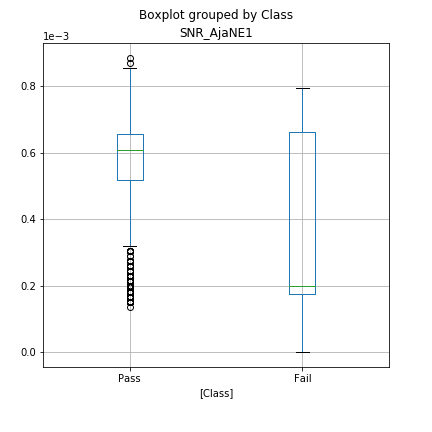 Boxplot grouped by Class
SNR_AjaNE1
1e−3
0.8
0.6
0.4
0.2
0.0
Pass Fail
[Class]